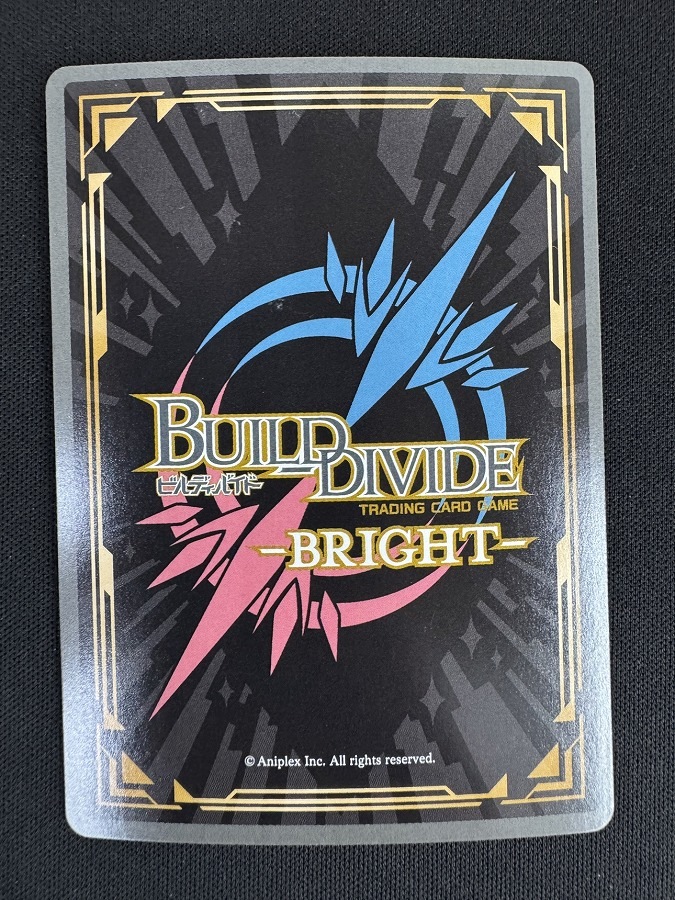 BUILD DIVIDE
ビルディバイド
TRADING CARD GAME
-BRIGHT-
© Aniplex Inc. All rights reserved.